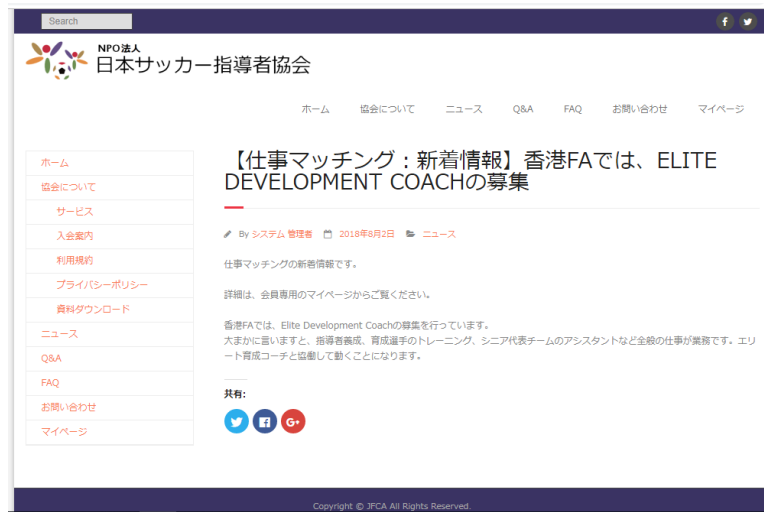 Search
NPO法人
日本サッカー指導者協会
ホーム 協会について ニュース Q&A FAQ お問い合わせ マイページ
ホーム
協会について
サービス
入会案内
利用規約
プライバシーポリシー
資料ダウンロード
ニュース
Q&A
FAQ
お問い合わせ
マイページ
【仕事マッチング：新着情報】香港FAでは、ELITE
DEVELOPMENT COACHの募集
By システム 管理者 2018年8月2日 ニュース
仕事マッチングの新着情報です。
詳細は、会員専用のマイページからご覧ください。
香港FAでは、Elite Development Coachの募集を行っています。
大まかに言いますと、指導者養成、育成選手のトレーニング、シニア代表チームのアシスタントなど全般の仕事が業務です。エリ
ート育成コーチと協働して動くことになります。
共有:
G+
Copyright © JFCA All Rights Reserved.